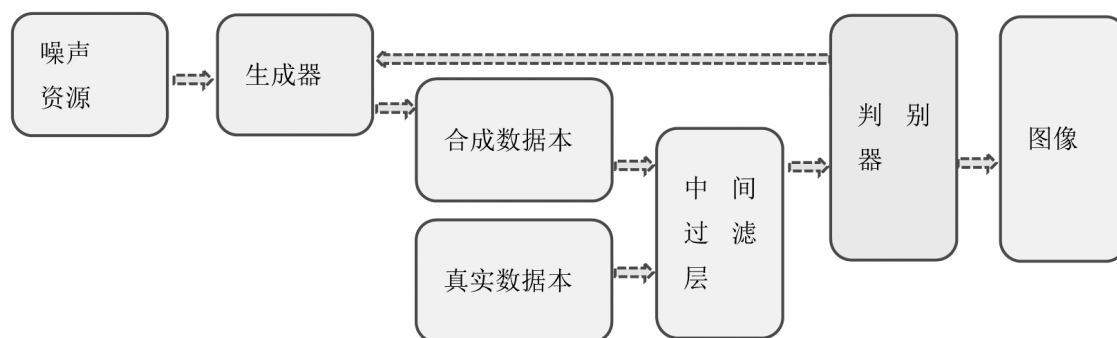 噪声
资源
生成器
合成数据本
真实数据本
中间
过滤
层
判别
器
图像